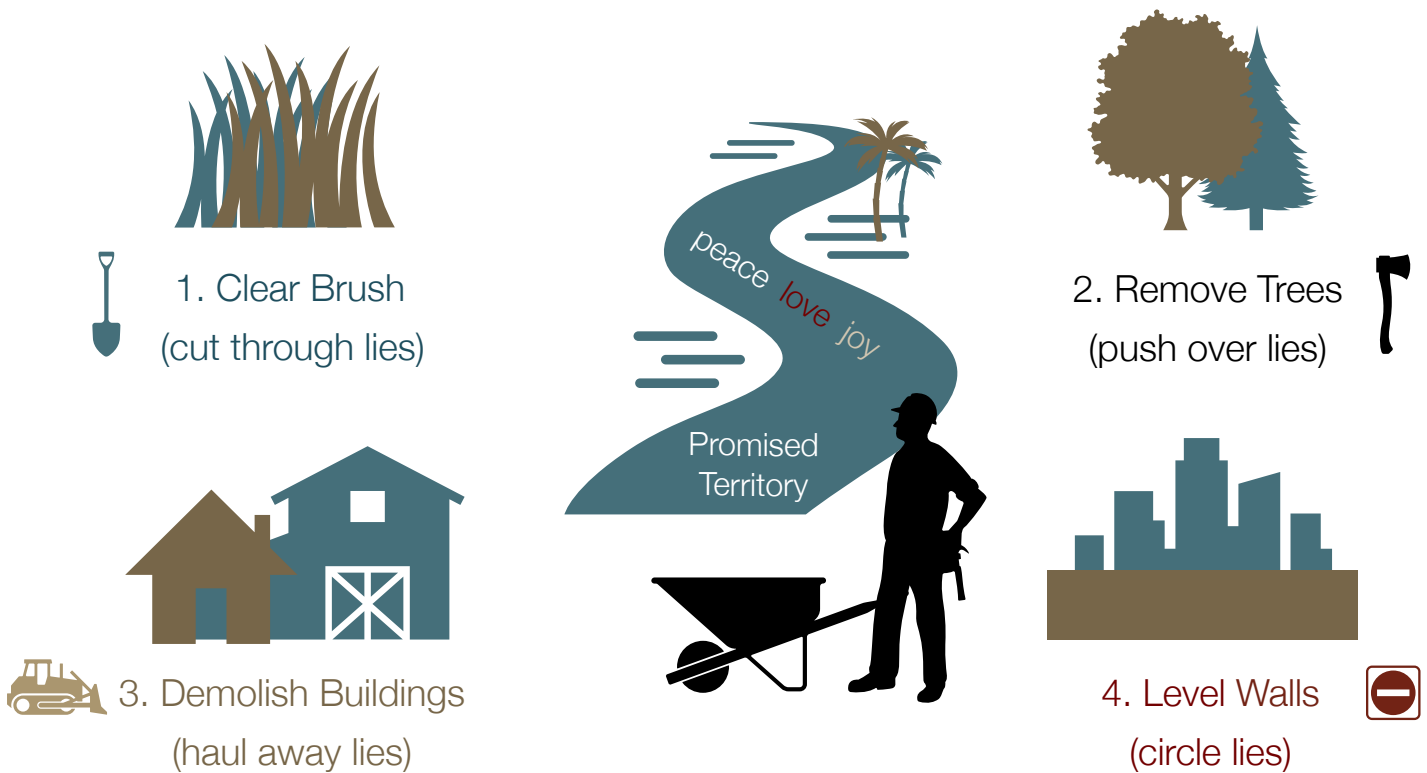 1. Clear Brush
(cut through lies)
peace love joy
Promised
Territory
2. Remove Trees
(push over lies)
3. Demolish Buildings
(haul away lies)
4. Level Walls
(circle lies)